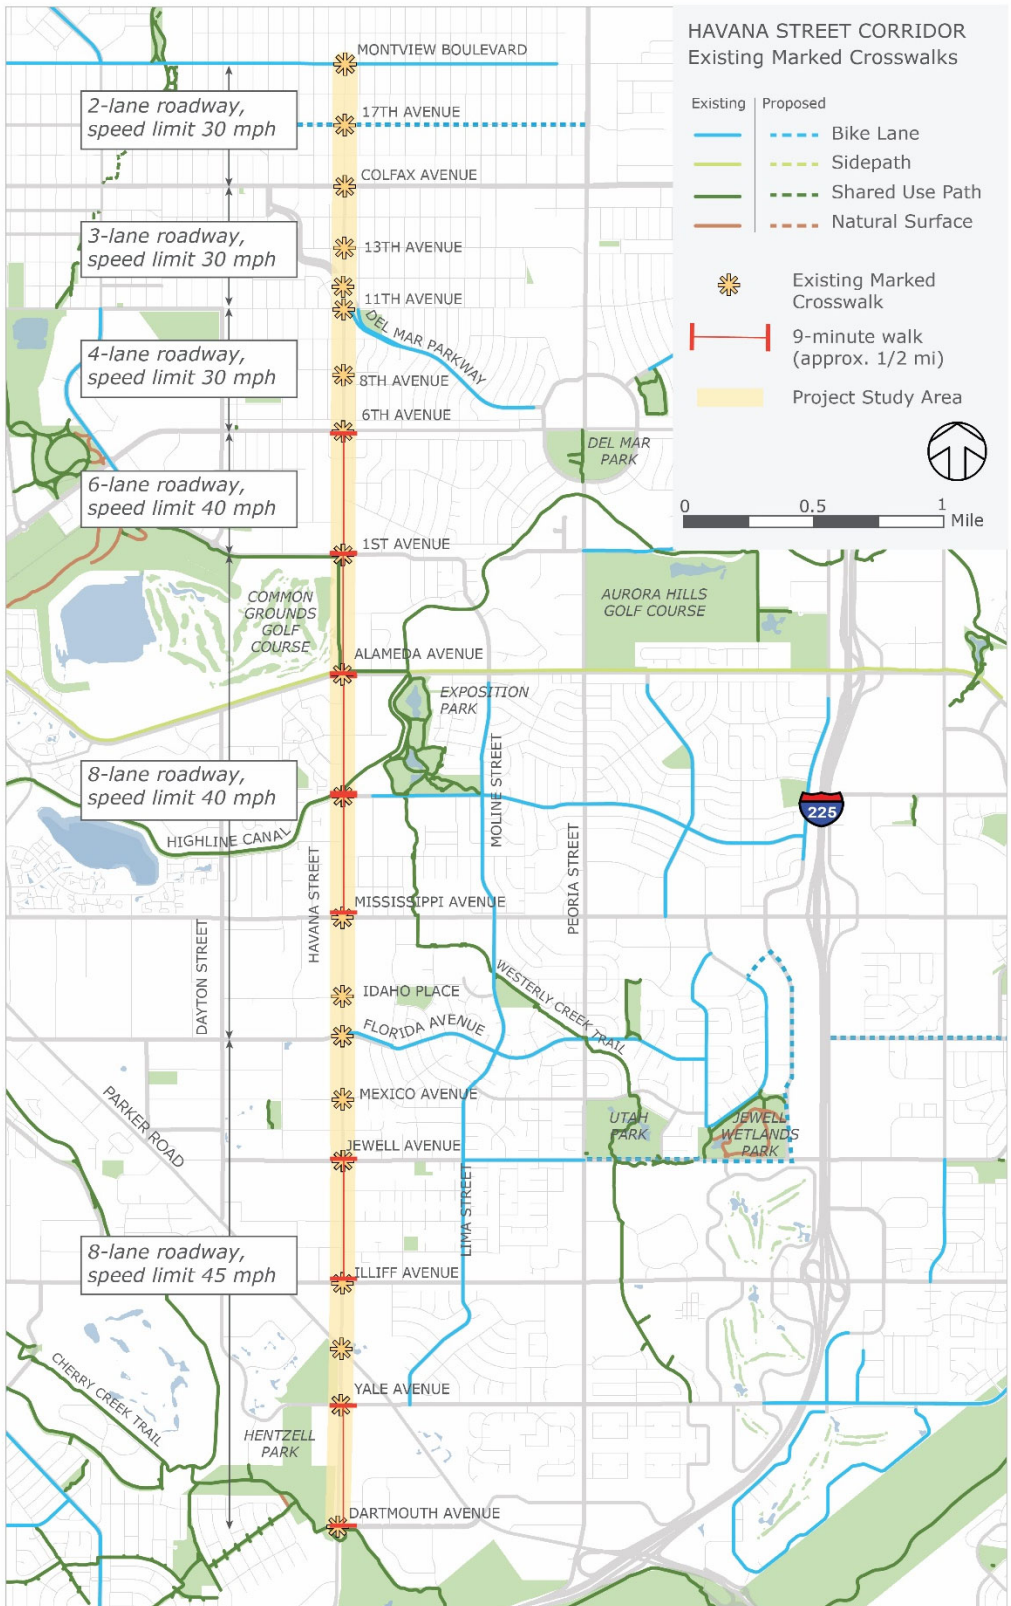 HAVANA STREET CORRIDOR
Existing Marked Crosswalks
Existing | Proposed
Bike Lane
Sidepath
Shared Use Path
Natural Surface
Existing Marked
Crosswalk
9-minute walk
(approx. 1/2 mi)
Project Study Area
0 0.5 1
Mile
MONTVIEW BOULEVARD
2-lane roadway,
speed limit 30 mph
17TH AVENUE
COLFAX AVENUE
3-lane roadway,
speed limit 30 mph
13TH AVENUE
11TH AVENUE
DEL MAR PARKWAY
4-lane roadway,
speed limit 30 mph
8TH AVENUE
6TH AVENUE
DEL MAR
PARK
6-lane roadway,
speed limit 40 mph
1ST AVENUE
COMMON
GROUNDS
GOLF
COURSE
AURORA HILLS
GOLF COURSE
ALAMEDA AVENUE
EXPOSITION
PARK
MOLINE STREET
8-lane roadway,
speed limit 40 mph
225
HIGHLINE CANAL
HAVANA STREET
PEORIA STREET
MISSISSIPPI AVENUE
DAYTON STREET
IDAHO PLACE
WESTERLY CREEK TRAIL
FLORIDA AVENUE
PARKER ROAD
MEXICO AVENUE
UTAH
PARK
JEWELL
WETLANDS
PARK
JEWELL AVENUE
LIMA STREET
8-lane roadway,
speed limit 45 mph
ILLIFF AVENUE
CHERRY CREEK TRAIL
YALE AVENUE
HENTZELL
PARK
DARTMOUTH AVENUE